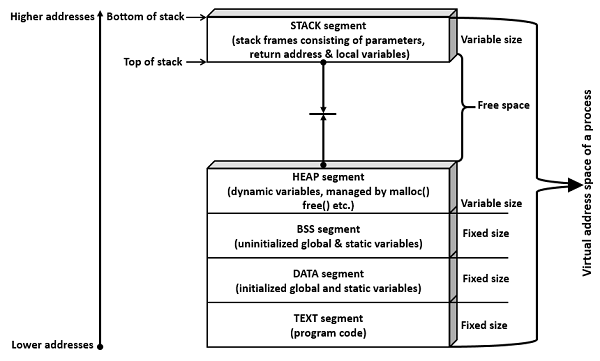 Higher addresses
Bottom of stack
STACK segment
(stack frames consisting of parameters,
return address & local variables)
Variable size
Top of stack
Free space
HEAP segment
(dynamic variables, managed by malloc()
free() etc.)
Variable size
BSS segment
(uninitialized global & static variables)
Fixed size
DATA segment
(initialized global and static variables)
Fixed size
TEXT segment
(program code)
Fixed size
Lower addresses
Virtual address space of a process